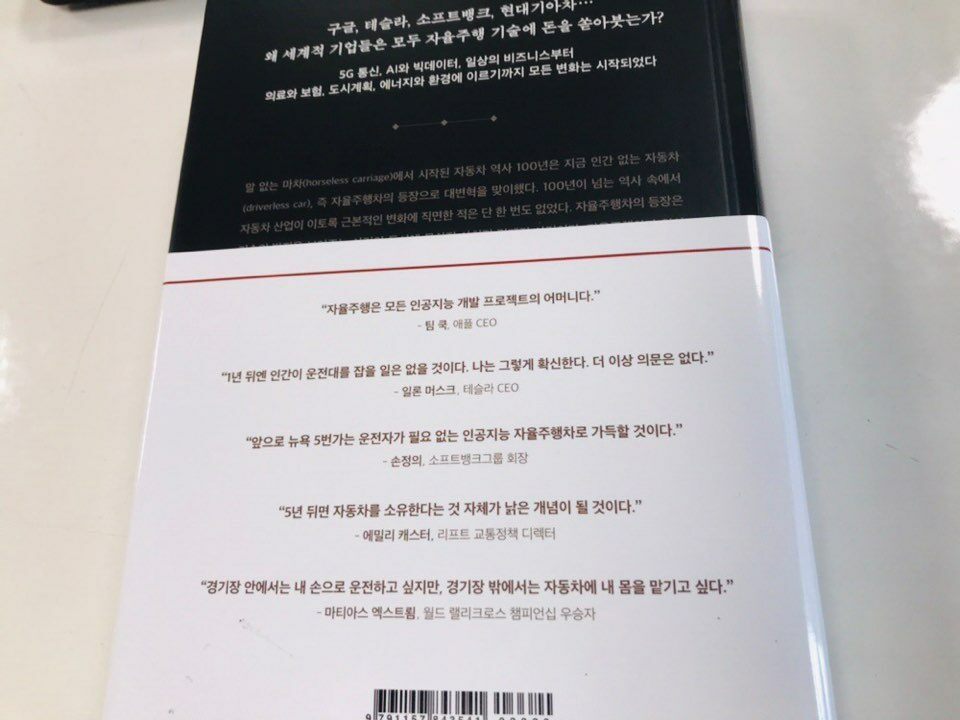 구글, 테슬라, 소프트뱅크, 현대기아차…
왜 세계적 기업들은 모두 자율주행 기술에 돈을 쏟아붓는가?
5G 통신, AI와 빅데이터, 일상의 비즈니스부터
의료와 보험, 도시계획, 에너지와 환경에 이르기까지 모든 변화는 시작되었다
말 없는 마차(horseless carriage)에서 시작된 자동차 역사 100년은 지금 인간 없는 자동차
(driverless car), 즉 자율주행차의 등장으로 대변혁을 맞이했다. 100년이 넘는 역사 속에서
자동차 산업이 이토록 근본적인 변화에 직면한 적은 단 한 번도 없었다. 자율주행차의 등장은
“자율주행은 모든 인공지능 개발 프로젝트의 어머니다.”
- 팀 쿡, 애플 CEO
“1년 뒤엔 인간이 운전대를 잡을 일은 없을 것이다. 나는 그렇게 확신한다. 더 이상 의문은 없다.”
- 일론 머스크, 테슬라 CEO
“앞으로 뉴욕 5번가는 운전자가 필요 없는 인공지능 자율주행차로 가득할 것이다.”
- 손정의, 소프트뱅크그룹 회장
“5년 뒤면 자동차를 소유한다는 것 자체가 낡은 개념이 될 것이다.”
- 에밀리 캐스터, 리프트 교통정책 디렉터
“경기장 안에서는 내 손으로 운전하고 싶지만, 경기장 밖에서는 자동차에 내 몸을 맡기고 싶다.”
- 마티아스 엑스트룀, 월드 랠리크로스 챔피언십 우승자
9 791157 843541